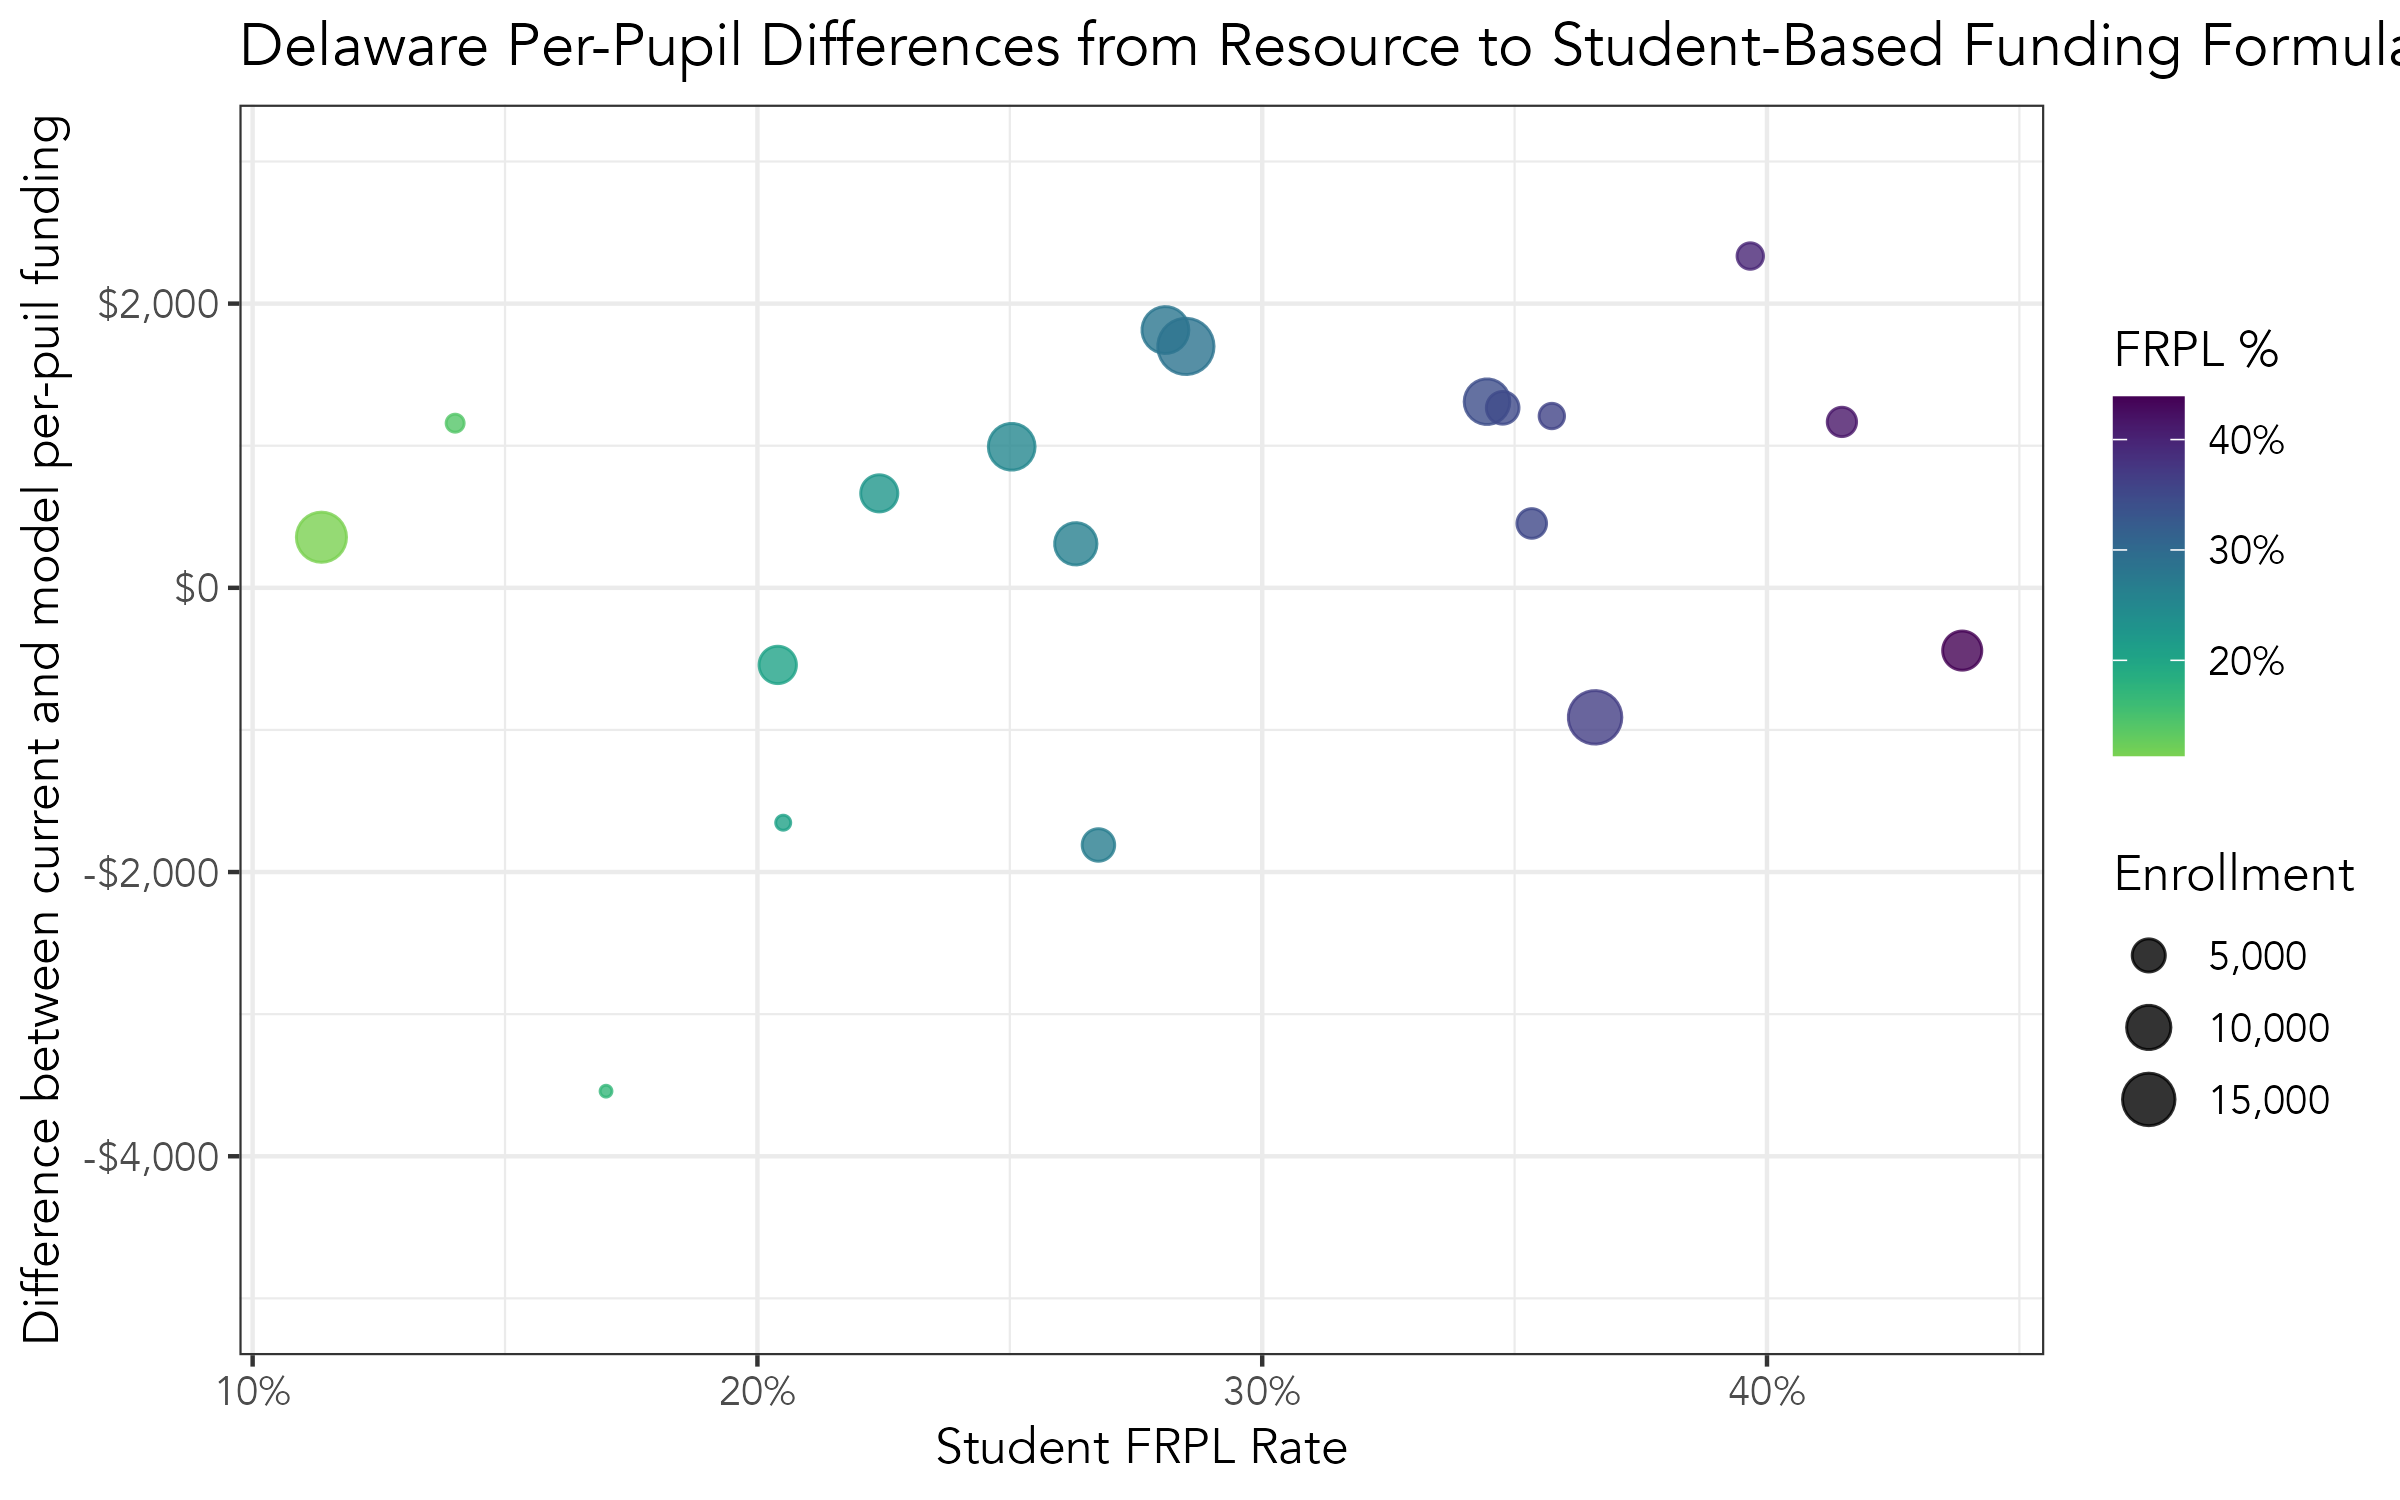 Delaware Per-Pupil Differences from Resource to Student-Based Funding Formula
Difference between current and model per-puil funding
$2,000
$0
-$2,000
-$4,000
10%
20%
30%
40%
Student FRPL Rate
FRPL %
40%
30%
20%
Enrollment
5,000
10,000
15,000